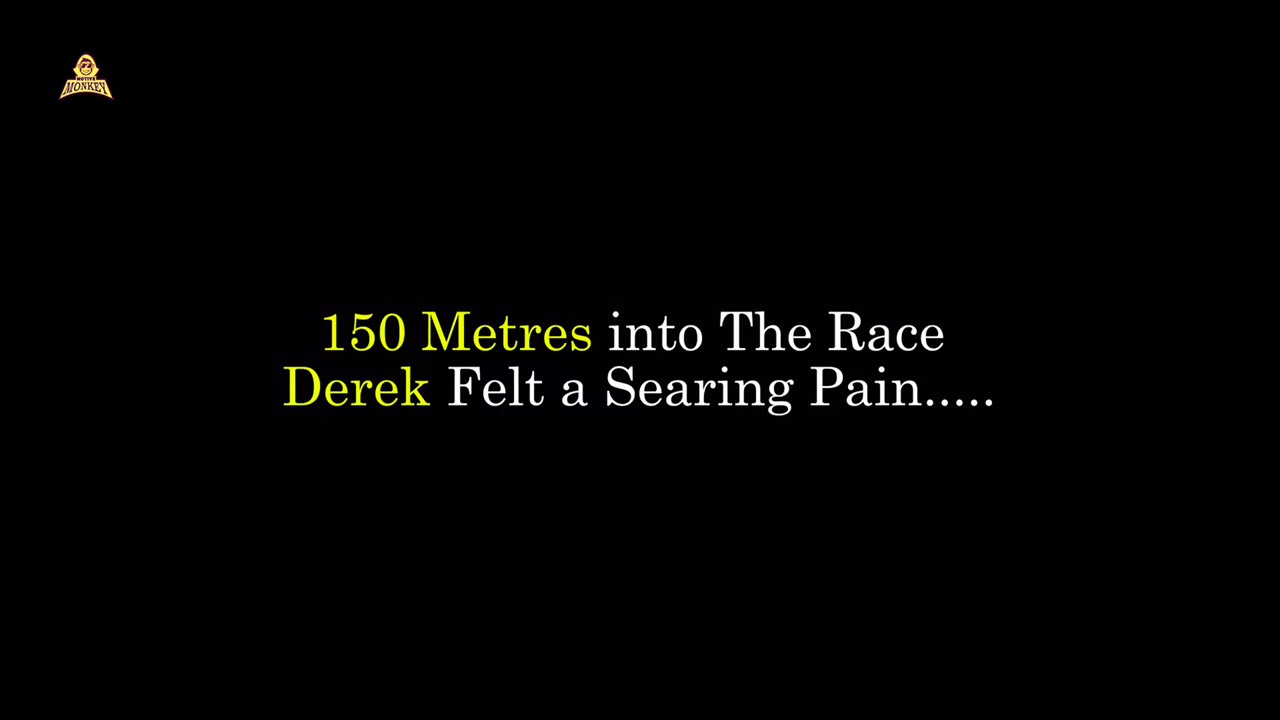 MOTIVE
MONKEY
150 Metres into The Race
Derek Felt a Searing Pain.....